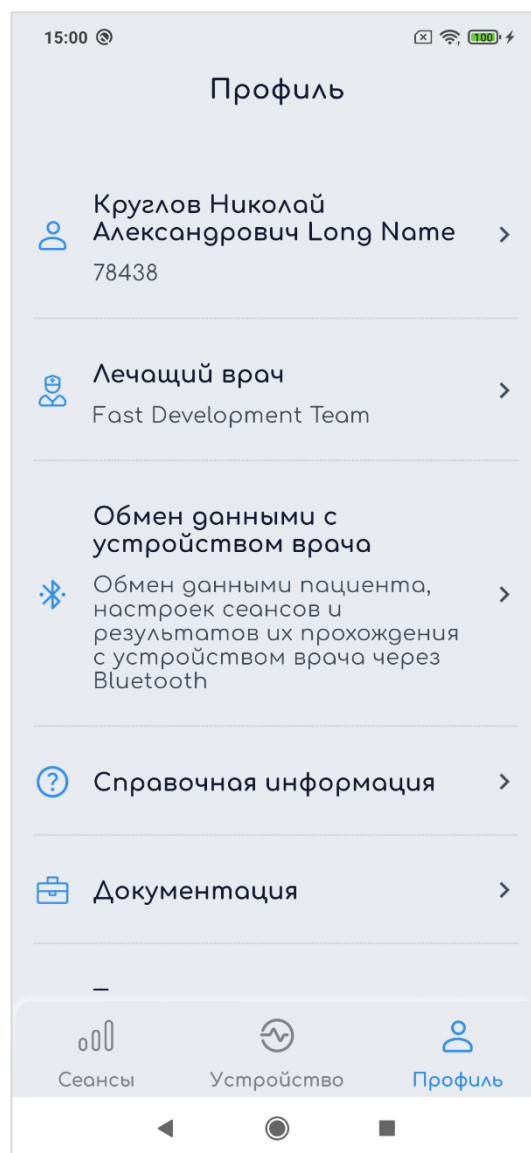 15:00
100
Профиль
Круглов Николай
Александрович Long Name
78438
Лечащий врач
Fast Development Team
Обмен данными с
устройством врача
Обмен данными пациента,
настроек сеансов и
результатов их прохождения
с устройством врача через
Bluetooth
Справочная информация
Документация
Сеансы
Устройство
Профиль